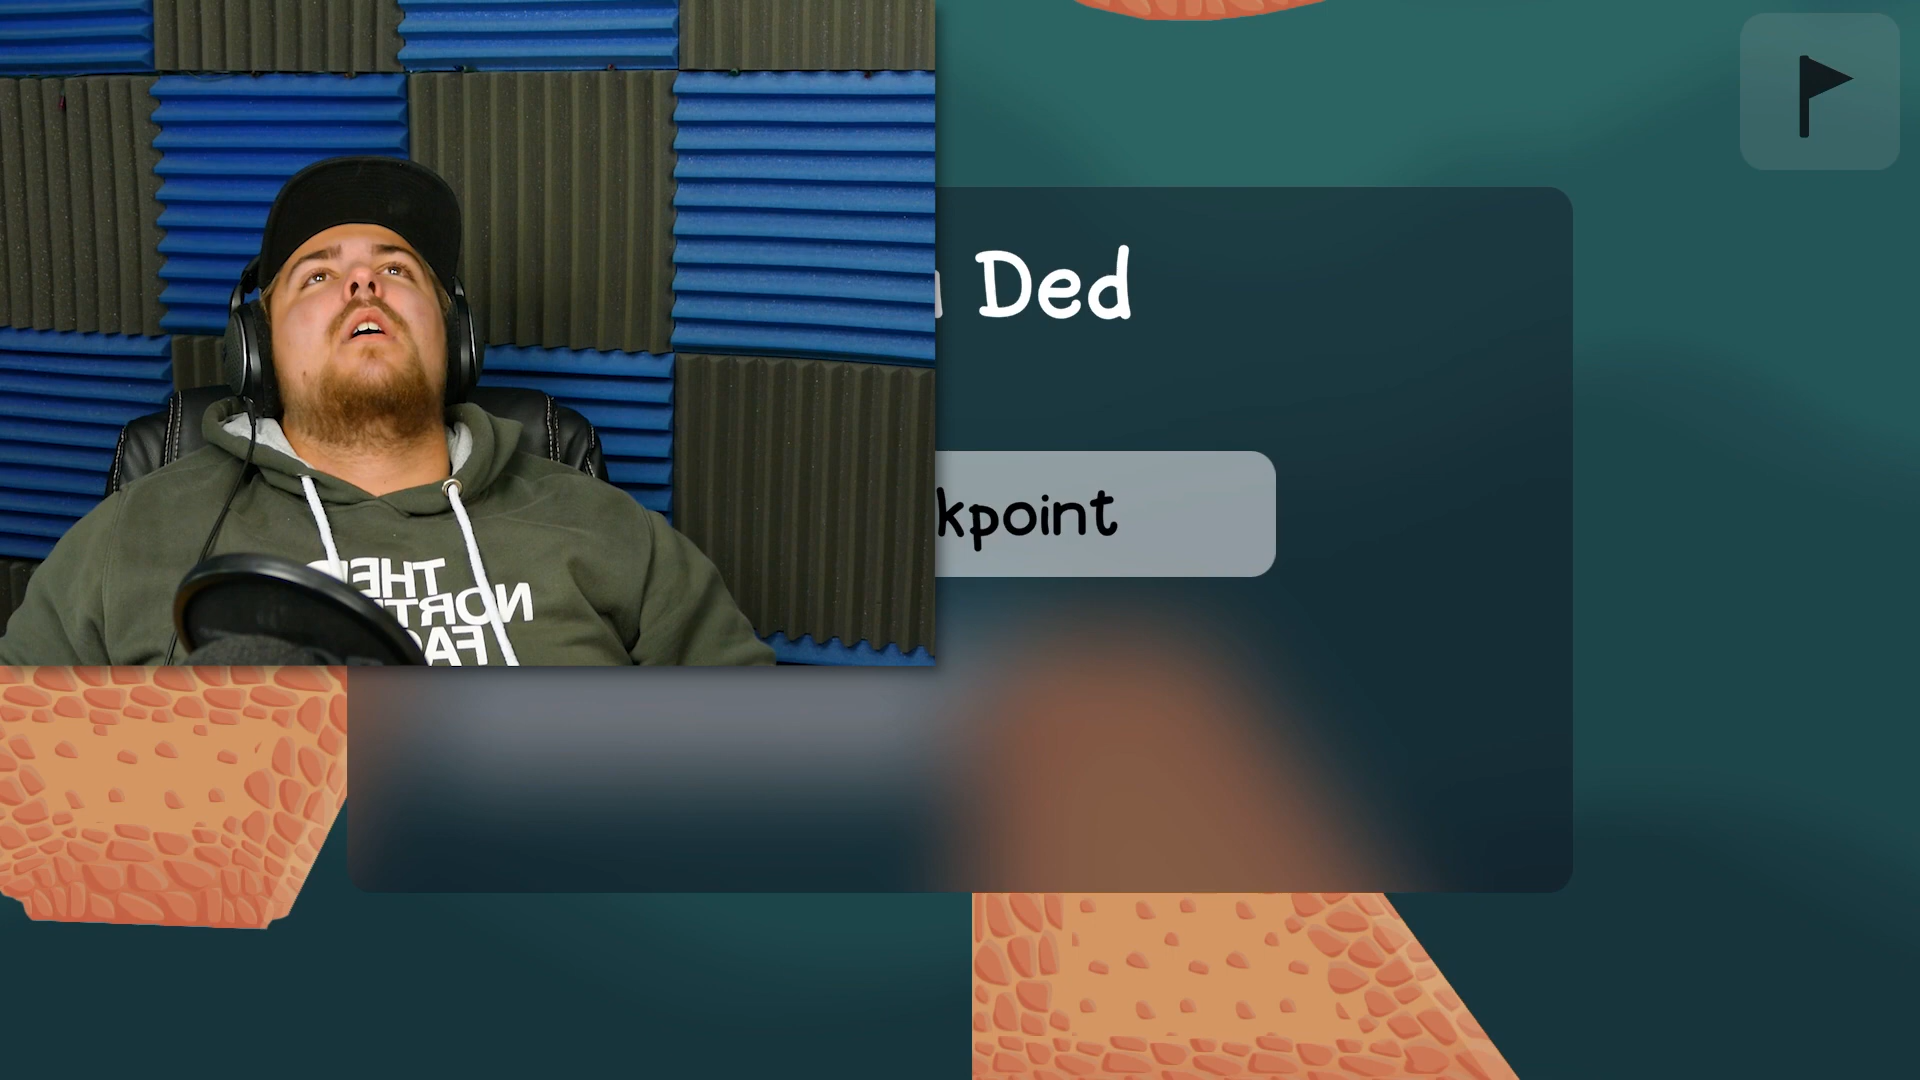 Ded
kpoint
THE
NORTH
FACE